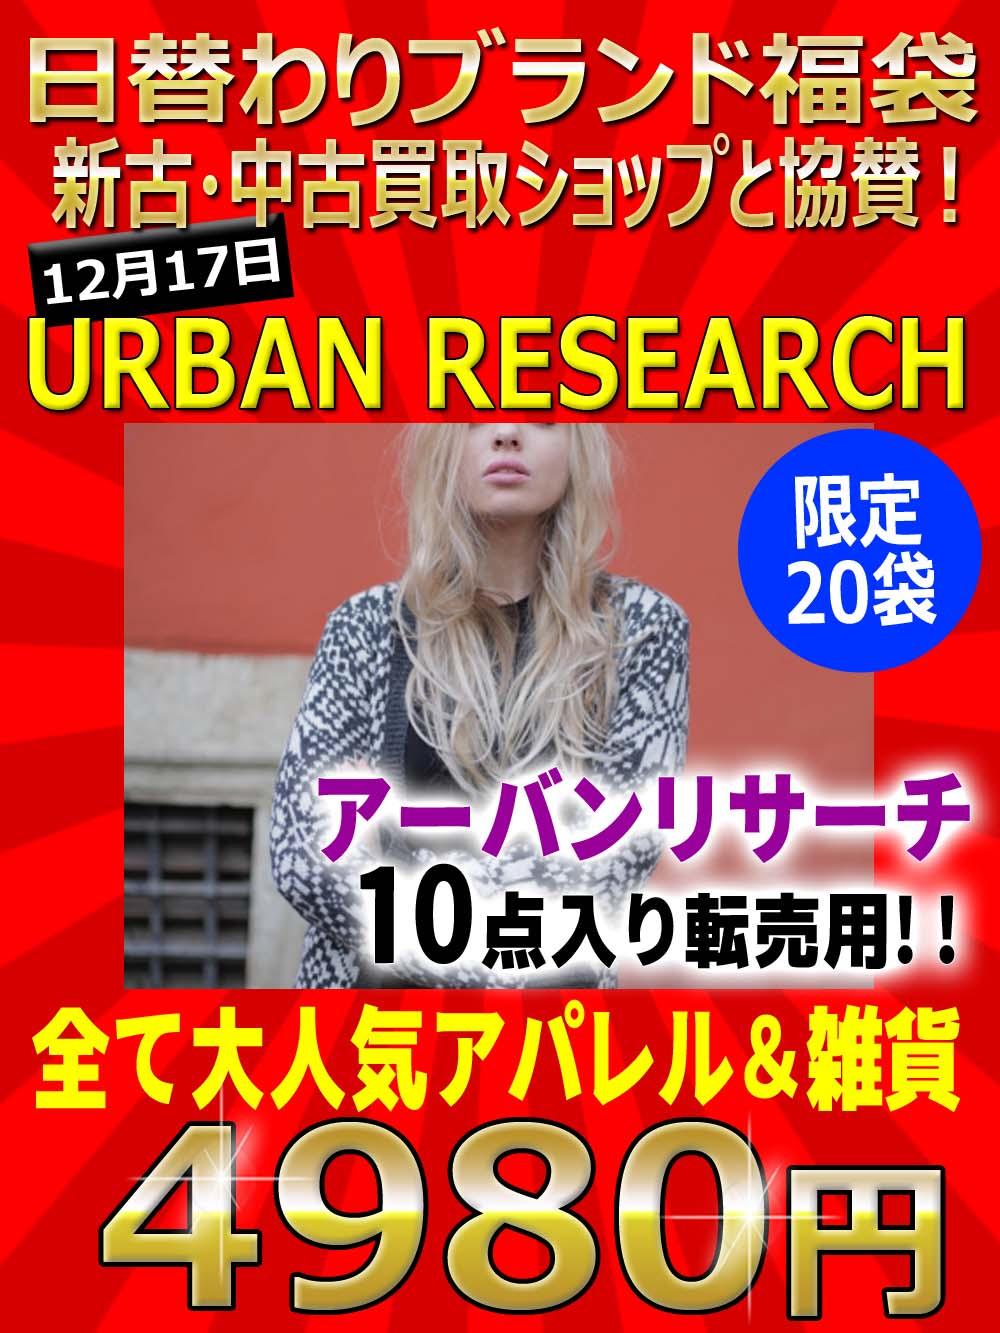 日替わりブランド福袋
新古・中古買取ショップと協賛！
12月17日
URBAN RESEARCH
限定
20袋
アーバンリサーチ
10点入り転売用!!
全て大人気アパレル＆雑貨
4980円